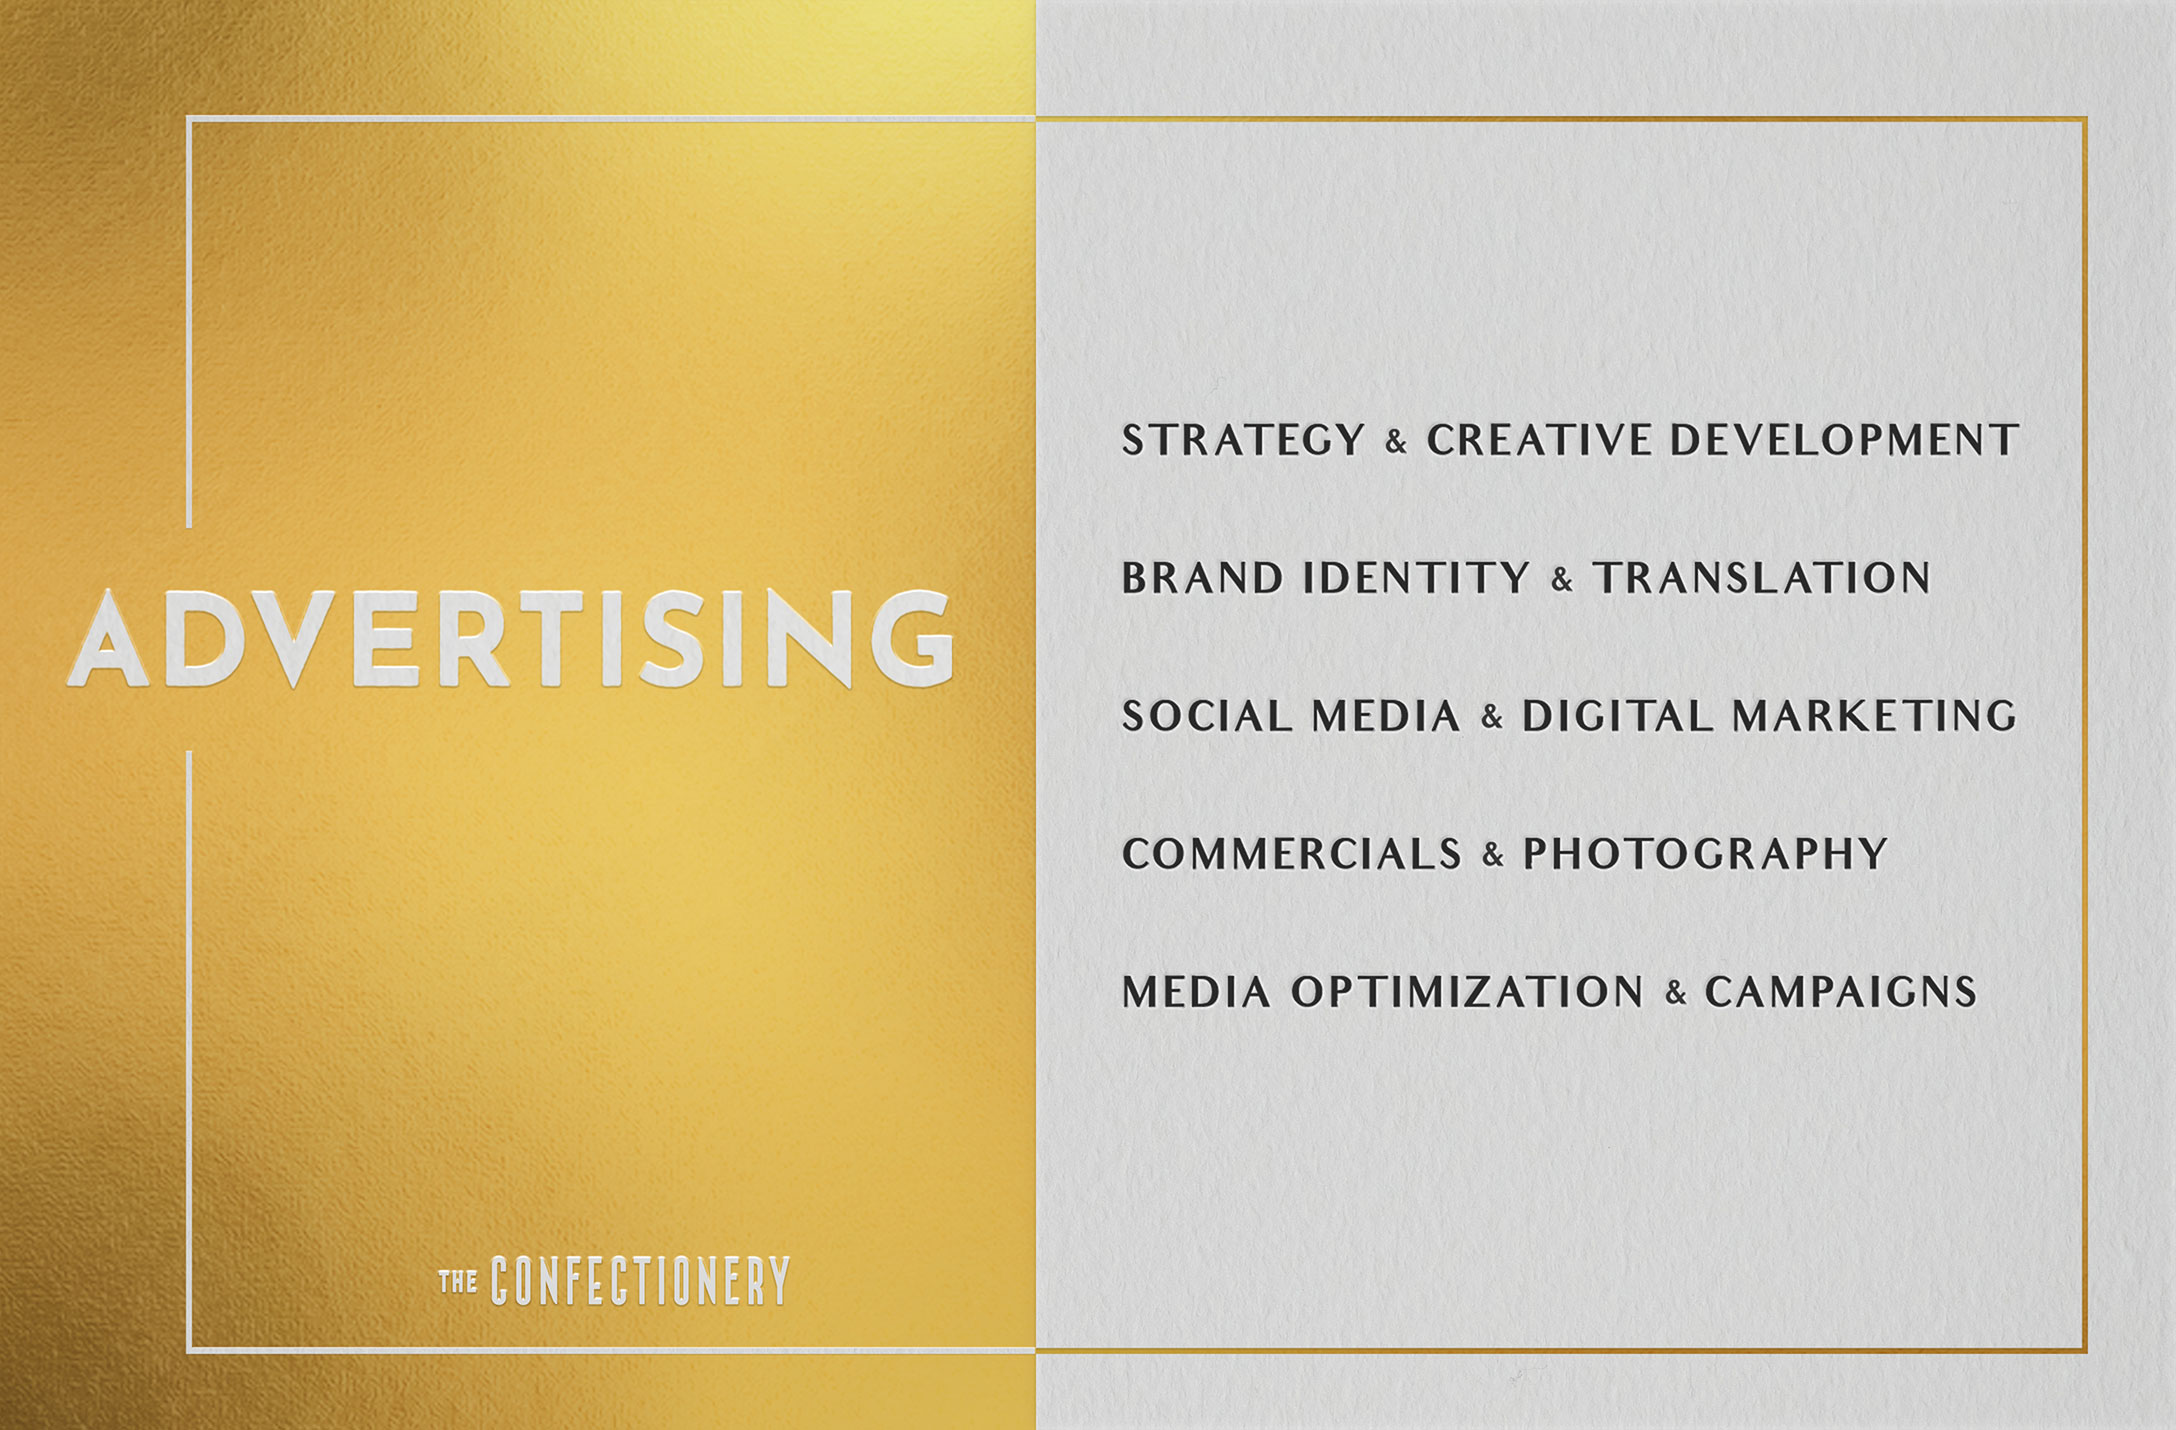 ADVERTISING
THE CONFECTIONERY
STRATEGY & CREATIVE DEVELOPMENT
BRAND IDENTITY & TRANSLATION
SOCIAL MEDIA & DIGITAL MARKETING
COMMERCIALS & PHOTOGRAPHY
MEDIA OPTIMIZATION & CAMPAIGNS